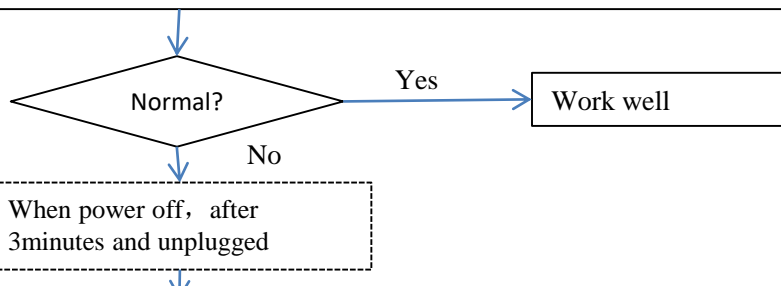 Yes
Normal?
Work well
No
When power off，after
3minutes and unplugged